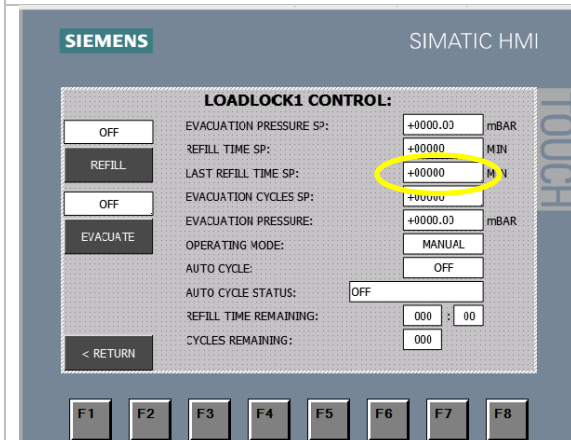 SIEMENS SIMATIC HMI
TOUCH
LOADLOCK1 CONTROL:
OFF
REFILL
OFF
EVACUATE
< RETURN
EVACUATION PRESSURE SP: +0000.00 mBAR
REFILL TIME SP: +00000 MIN
LAST REFILL TIME SP: +00000 MIN
EVACUATION CYCLES SP: +00000
EVACUATION PRESSURE: +0000.00 mBAR
OPERATING MODE: MANUAL
AUTO CYCLE: OFF
AUTO CYCLE STATUS: OFF
REFILL TIME REMAINING: 000 : 00
CYCLES REMAINING: 000
F1 F2 F3 F4 F5 F6 F7 F8